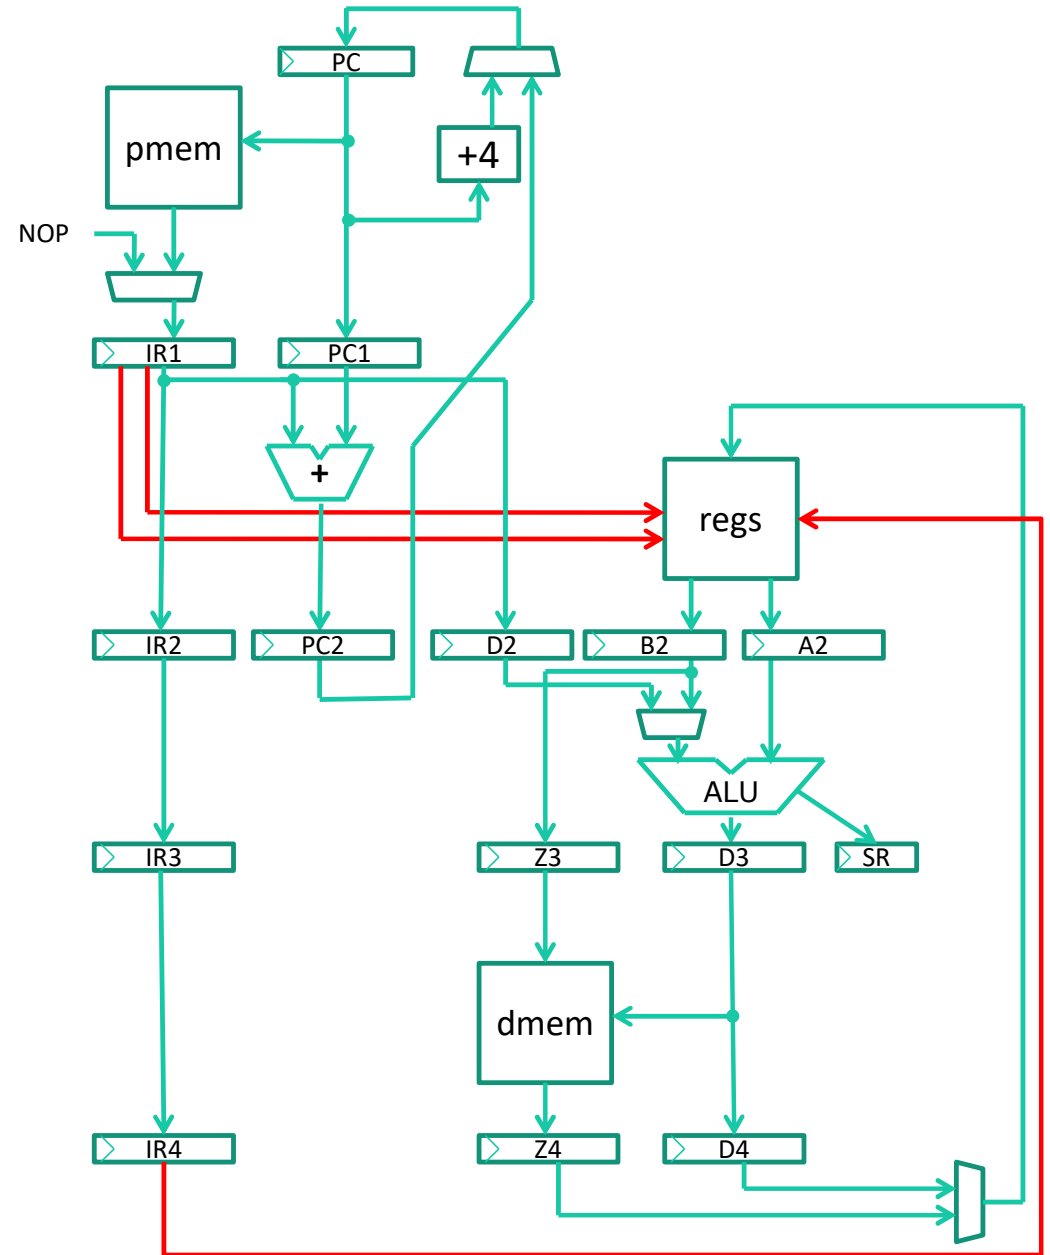 PC
pmem
+4
NOP
IR1
PC1
+
regs
IR2
PC2
D2
B2
A2
ALU
IR3
Z3
D3
SR
dmem
IR4
Z4
D4